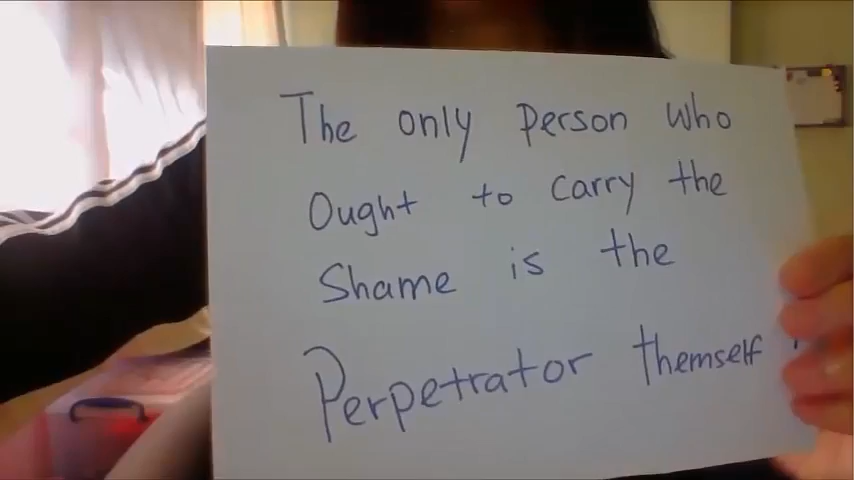 The only person who
Ought to carry the
Shame is the
Perpetrator themself